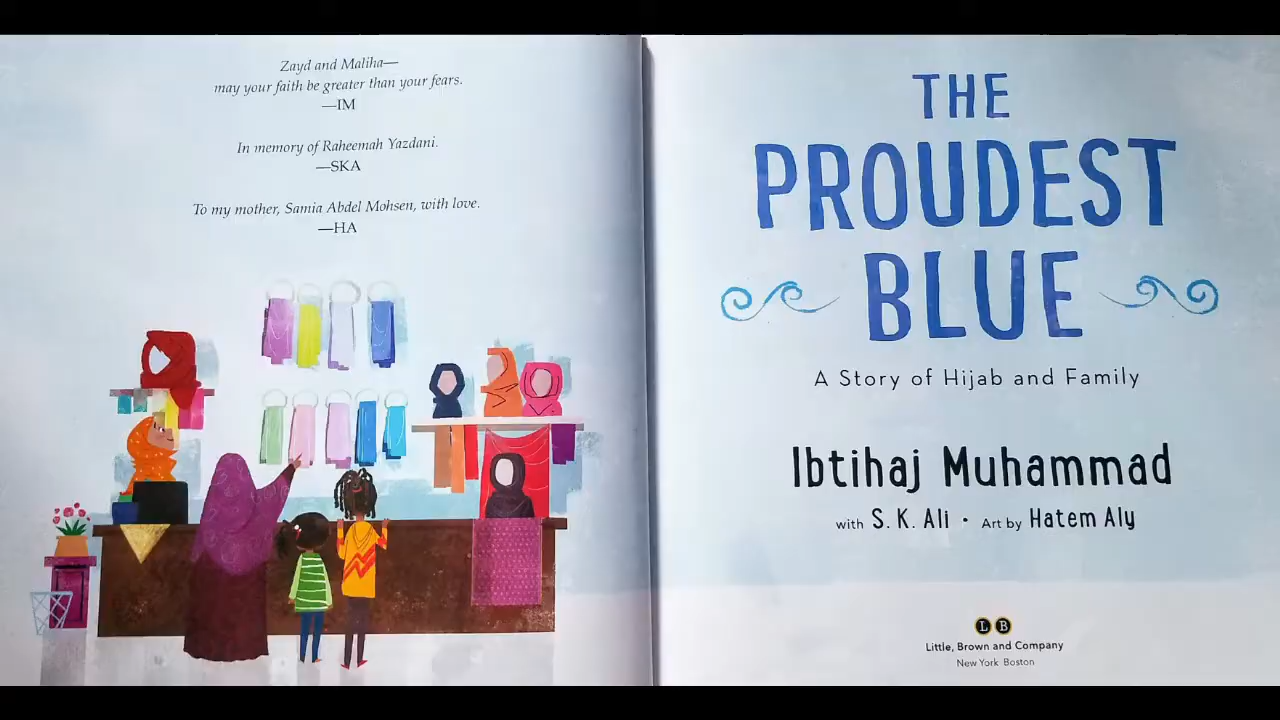 Zayd and Maliha—
may your faith be greater than your fears.
—IM
In memory of Raheemah Yazdani.
—SKA
To my mother, Samia Abdel Mohsen, with love.
—HA
THE
PROUDEST
BLUE
A Story of Hijab and Family
Ibtihaj Muhammad
with S. K. Ali • Art by Hatem Aly
L B
Little, Brown and Company
New York Boston